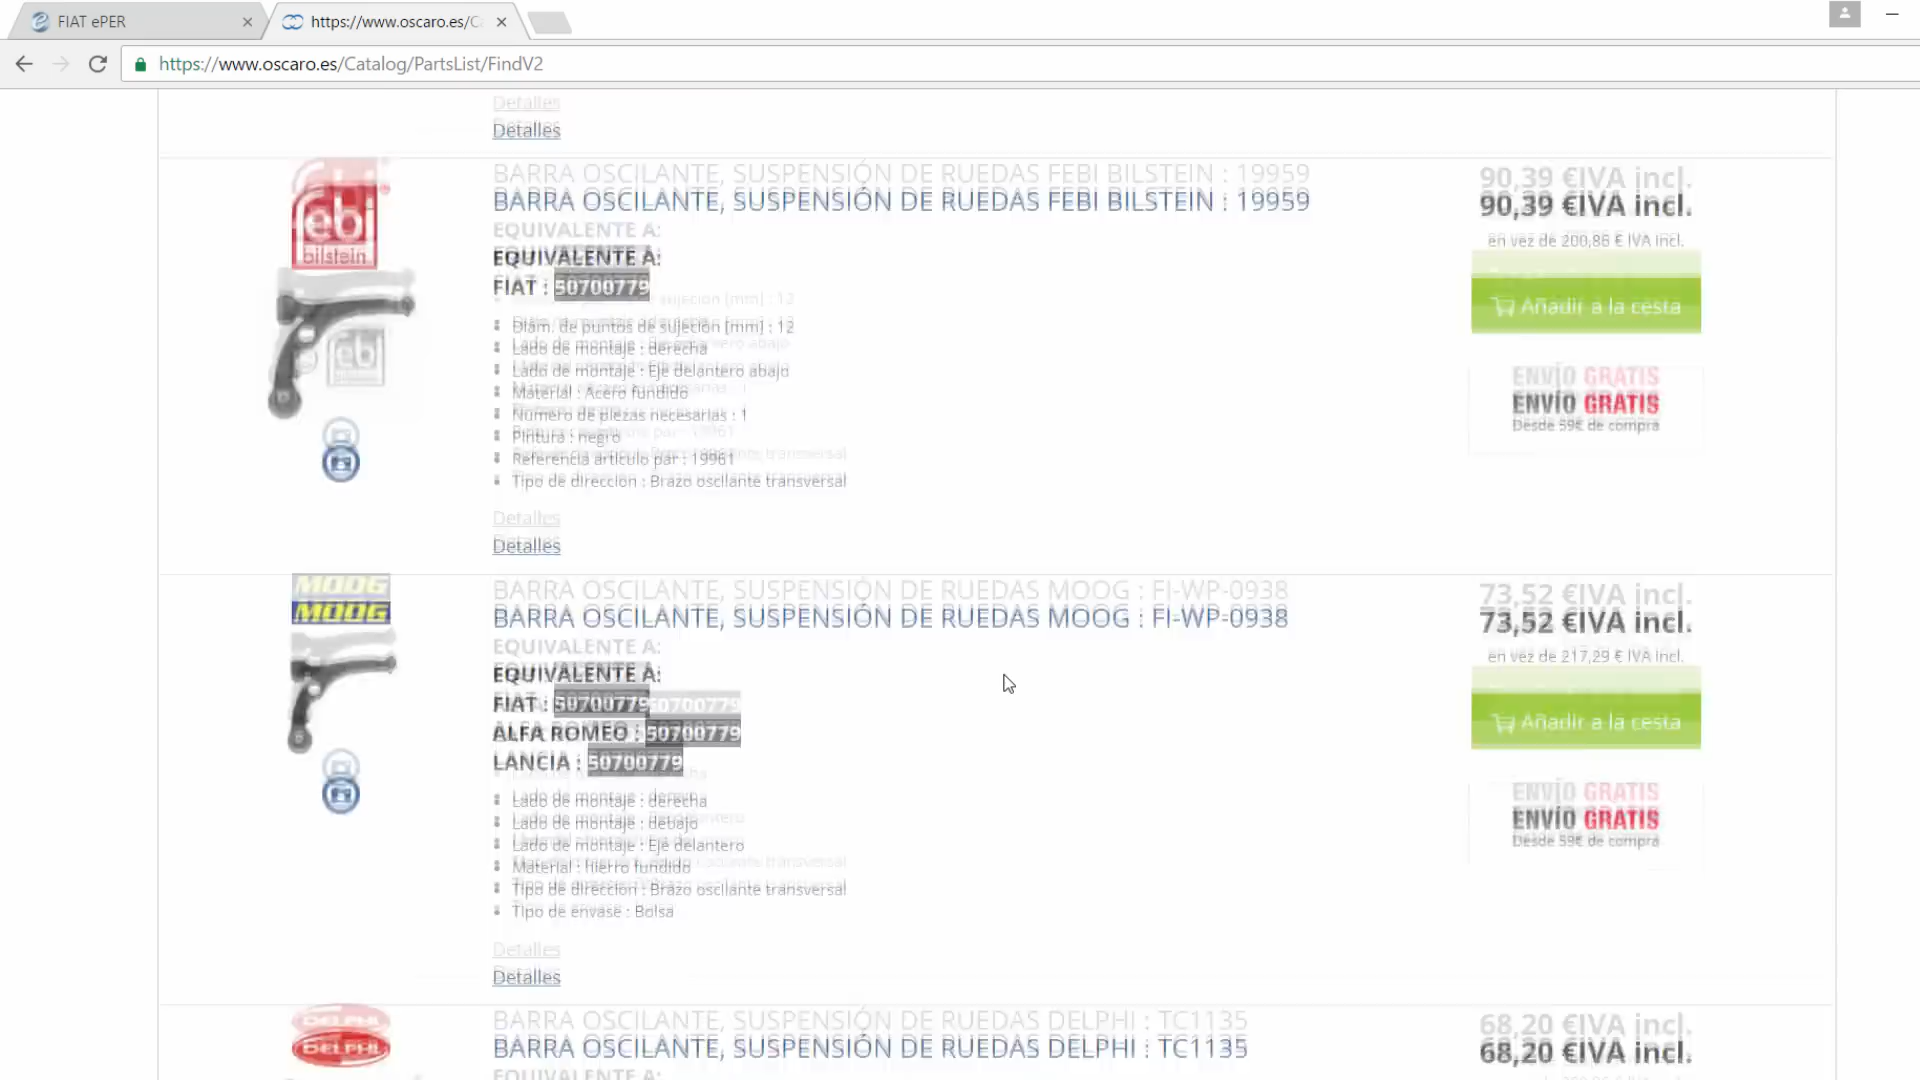 FIAT ePER
https://www.oscaro.es/Ca
https://www.oscaro.es/Catalog/PartsList/FindV2
Detalles
febi
bilstein
BARRA OSCILANTE, SUSPENSIÓN DE RUEDAS FEBI BILSTEIN : 19959
90,39 €IVA incl.
en vez de 200,86 € IVA incl.
EQUIVALENTE A:
FIAT : 50700779
Añadir a la cesta
Diám. de puntos de sujeción [mm] : 12
Lado de montaje : derecha
Lado de montaje : Eje delantero abajo
Material : Acero fundido
Número de piezas necesarias : 1
Pintura : negro
Referencia artículo par : 19961
Tipo de dirección : Brazo oscilante transversal
ENVÍO GRATIS
Desde 59€ de compra
Detalles
MOOG
BARRA OSCILANTE, SUSPENSIÓN DE RUEDAS MOOG : FI-WP-0938
73,52 €IVA incl.
en vez de 217,29 € IVA incl.
EQUIVALENTE A:
FIAT : 50700779
ALFA ROMEO : 50700779
LANCIA : 50700779
Añadir a la cesta
Lado de montaje : derecha
Lado de montaje : debajo
Lado de montaje : Eje delantero
Material : hierro fundido
Tipo de dirección : Brazo oscilante transversal
Tipo de envase : Bolsa
ENVÍO GRATIS
Desde 59€ de compra
Detalles
DELPHI
BARRA OSCILANTE, SUSPENSIÓN DE RUEDAS DELPHI : TC1135
68,20 €IVA incl.
EQUIVALENTE A: